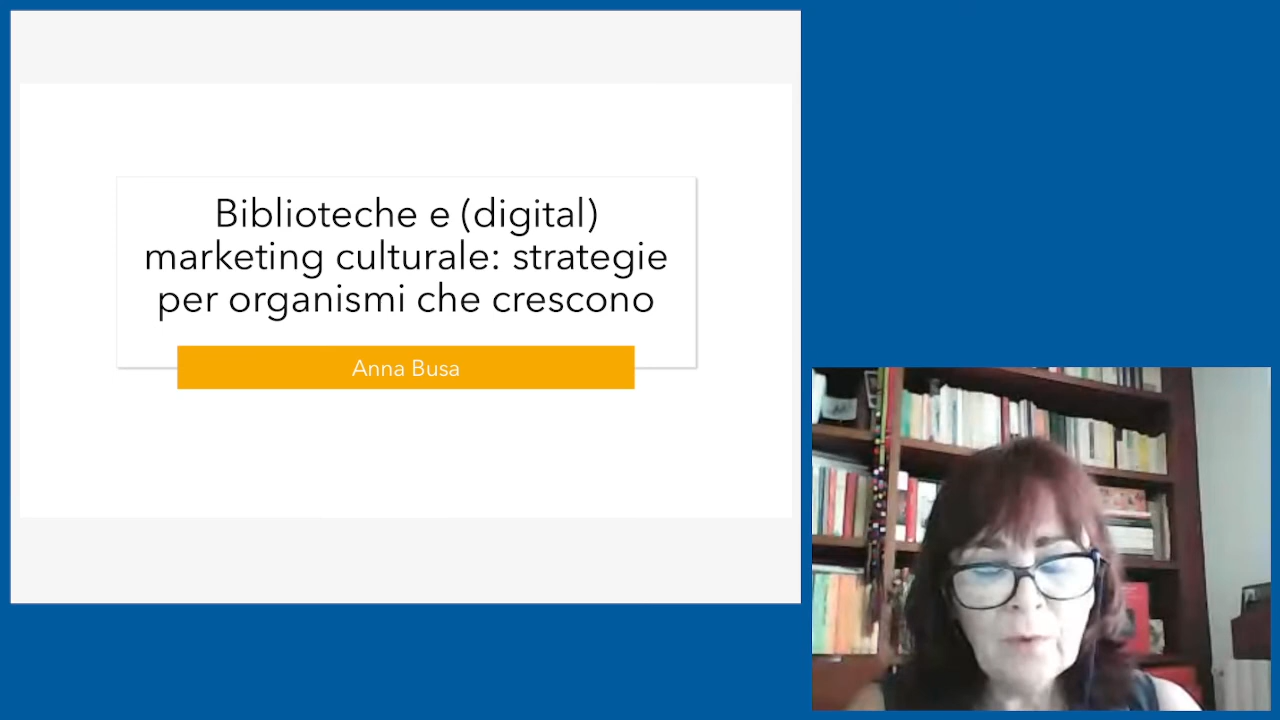 Biblioteche e (digital)
marketing culturale: strategie
per organismi che crescono
Anna Busa